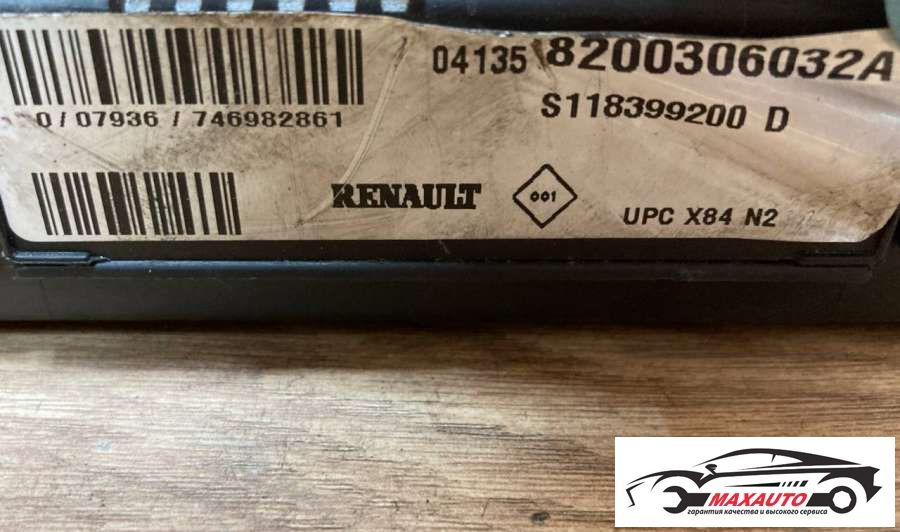 04135 8200306032A
S118399200 D
0/07936/746982861
RENAULT
001
UPC X84 N2
MAXAUTO
гарантия качества и высокого сервиса